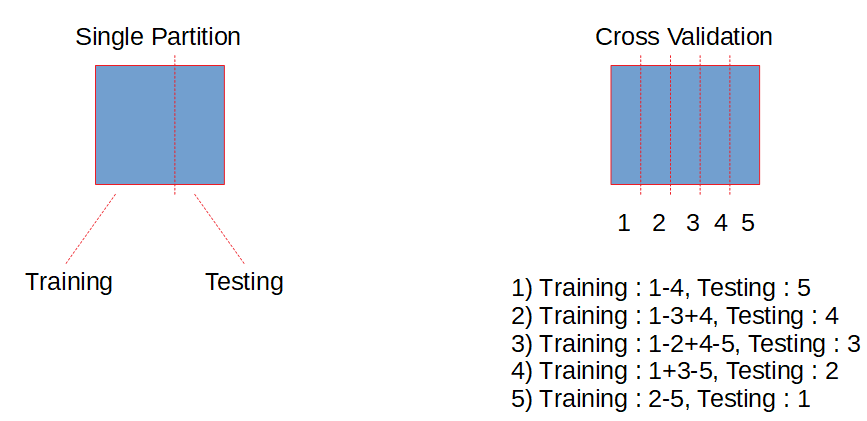 Single Partition
Training
Testing
Cross Validation
1 2 3 4 5
1) Training : 1-4, Testing : 5
2) Training : 1-3+4, Testing : 4
3) Training : 1-2+4-5, Testing : 3
4) Training : 1+3-5, Testing : 2
5) Training : 2-5, Testing : 1